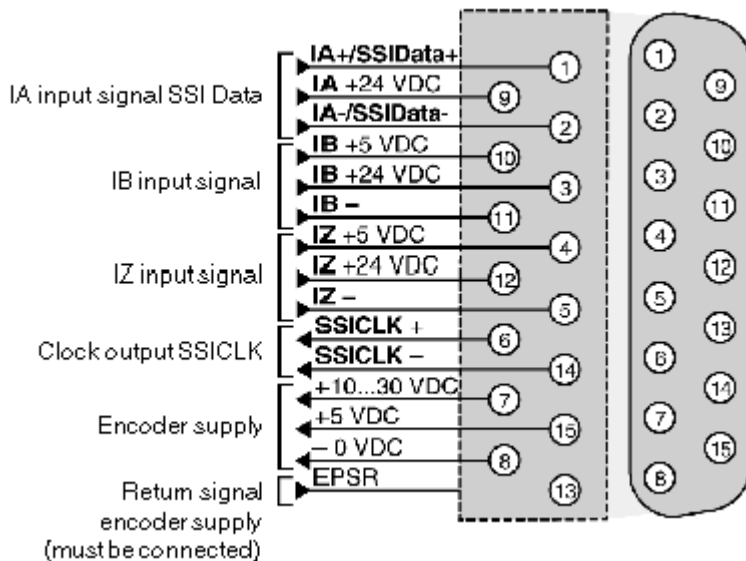 IA+/SSIData+
1
IA input signal SSI Data
IA +24 VDC
9
IA-/SSIData-
2
IB +5 VDC
10
IB input signal
IB +24 VDC
3
IB –
11
IZ +5 VDC
4
IZ input signal
IZ +24 VDC
12
IZ –
5
SSICLK +
6
Clock output SSICLK
SSICLK –
14
+10...30 VDC
7
Encoder supply
+5 VDC
15
– 0 VDC
8
Return signal
encoder supply
(must be connected)
EPSR
13
1
9
2
10
3
11
4
12
5
13
6
14
7
15
8